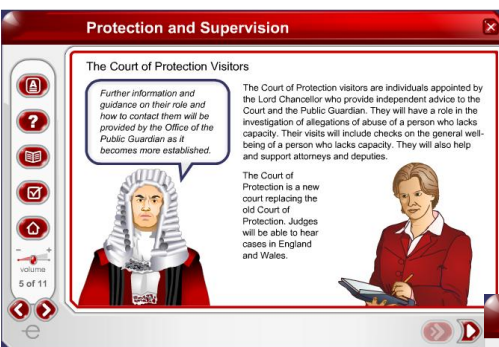 Protection and Supervision
The Court of Protection Visitors
Further information and
guidance on their role and
how to contact them will be
provided by the Office of the
Public Guardian as it
becomes more established.
The Court of Protection visitors are individuals appointed by
the Lord Chancellor who provide independent advice to the
Court and the Public Guardian. They will have a role in the
investigation of allegations of abuse of a person who lacks
capacity. Their visits will include checks on the general well-
being of a person who lacks capacity. They will also help
and support attorneys and deputies.
The Court of
Protection is a new
court replacing the
old Court of
Protection. Judges
will be able to hear
cases in England
and Wales.
A
?
- +
volume
5 of 11
e